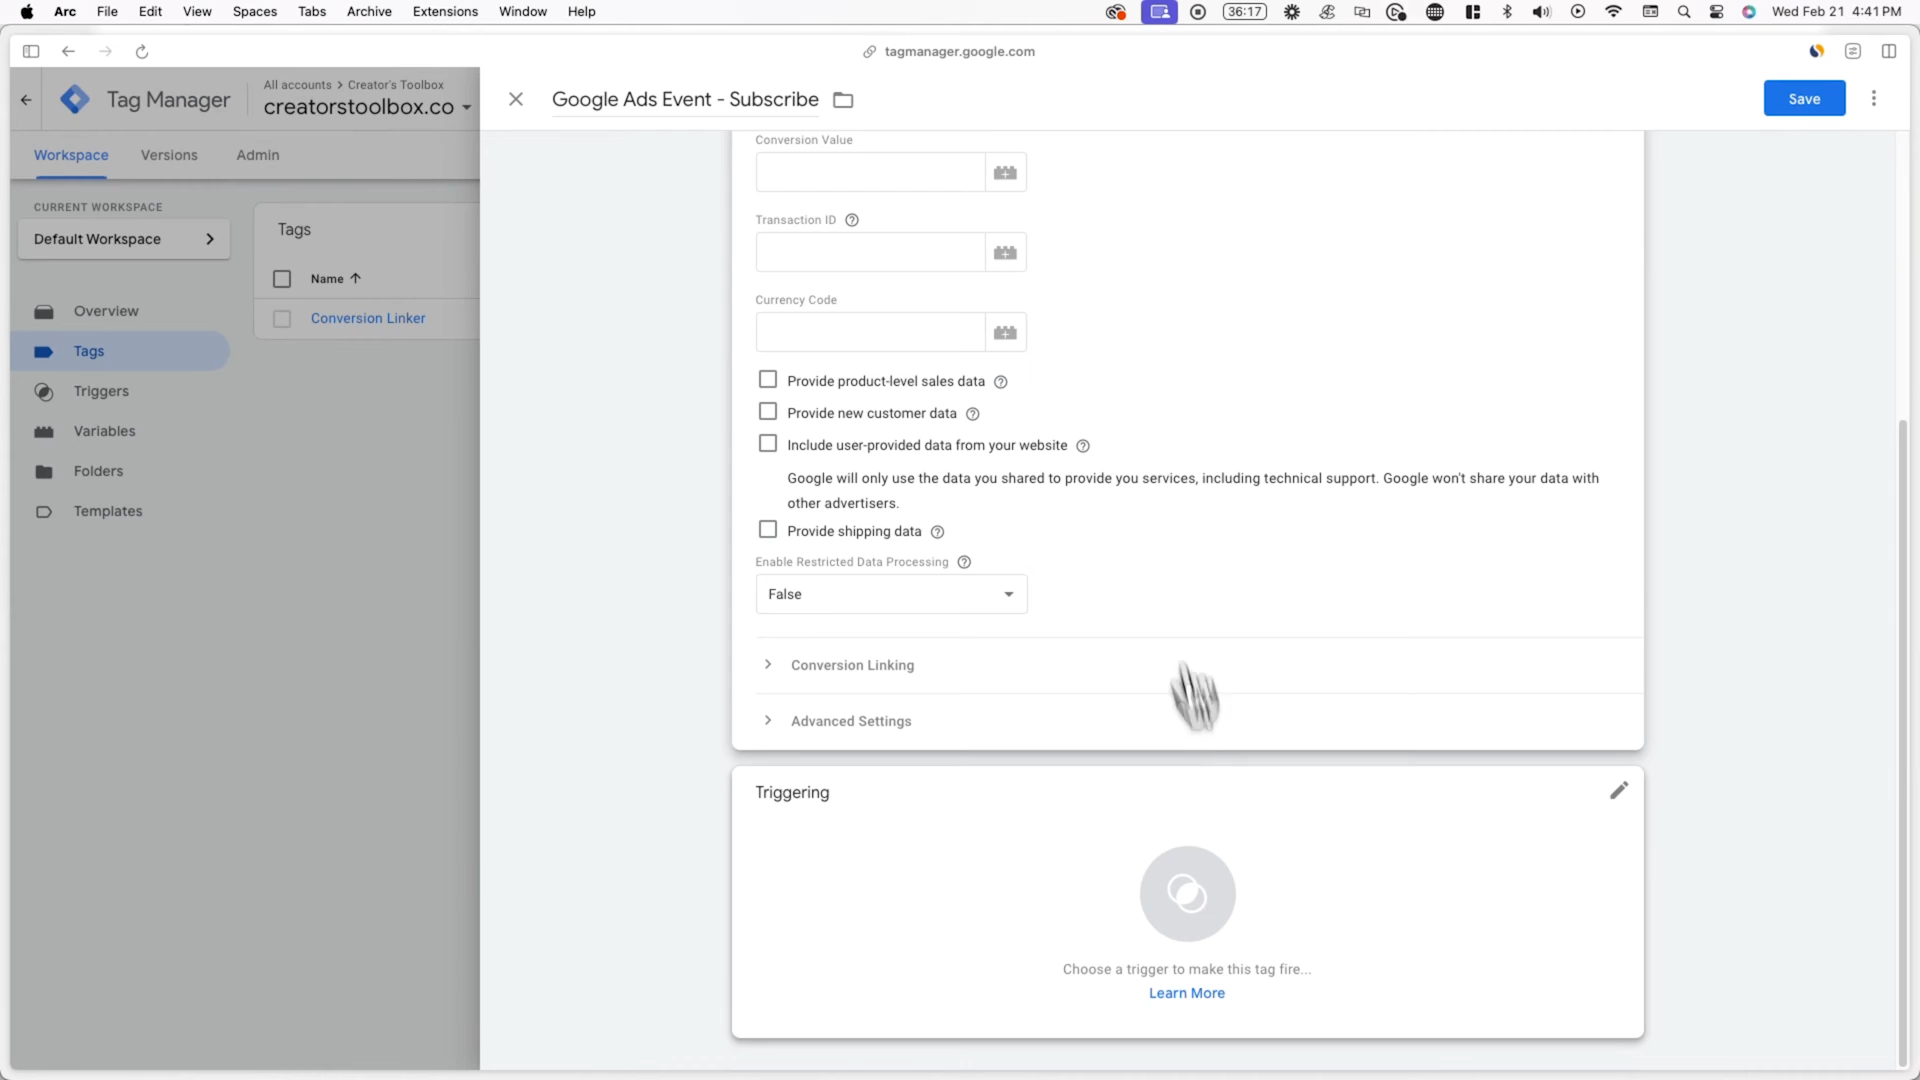 Arc File Edit View Spaces Tabs Archive Extensions Window Help 36:17 Wed Feb 21 4:41 PM
tagmanager.google.com
Tag Manager
All accounts > Creator's Toolbox
creatorstoolbox.co
Google Ads Event - Subscribe
Save
Workspace Versions Admin
CURRENT WORKSPACE
Default Workspace
Overview
Tags
Triggers
Variables
Folders
Templates
Tags
Name
Conversion Linker
Conversion Value
Transaction ID
Currency Code
Provide product-level sales data
Provide new customer data
Include user-provided data from your website
Google will only use the data you shared to provide you services, including technical support. Google won't share your data with
other advertisers.
Provide shipping data
Enable Restricted Data Processing
False
Conversion Linking
Advanced Settings
Triggering
Choose a trigger to make this tag fire...
Learn More